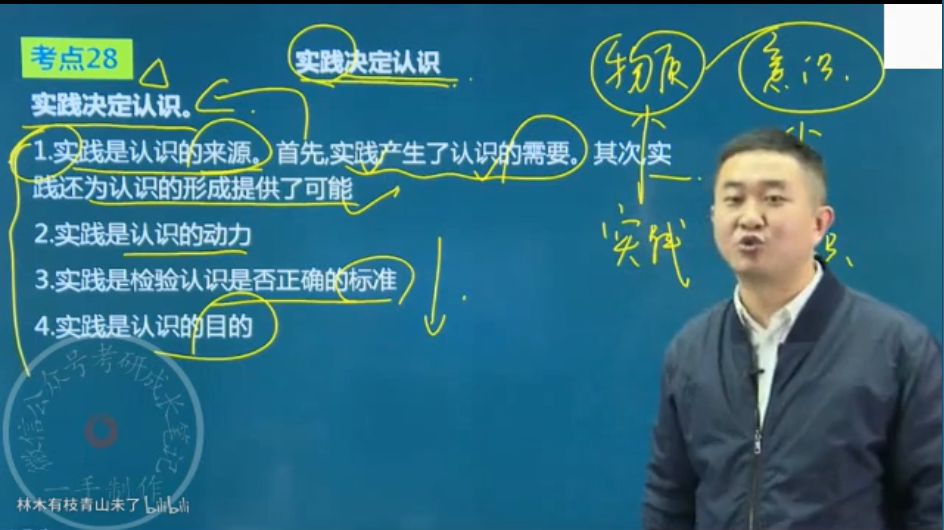 考点28
实践决定认识
物质 意识
实践决定认识。
1.实践是认识的来源。首先,实践产生了认识的需要。其次,实
践还为认识的形成提供了可能
2.实践是认识的动力
实践 识
3.实践是检验认识是否正确的标准
4.实践是认识的目的
微信公众号考研成长笔记
一手制作
林木有枝青山未了 bilibili